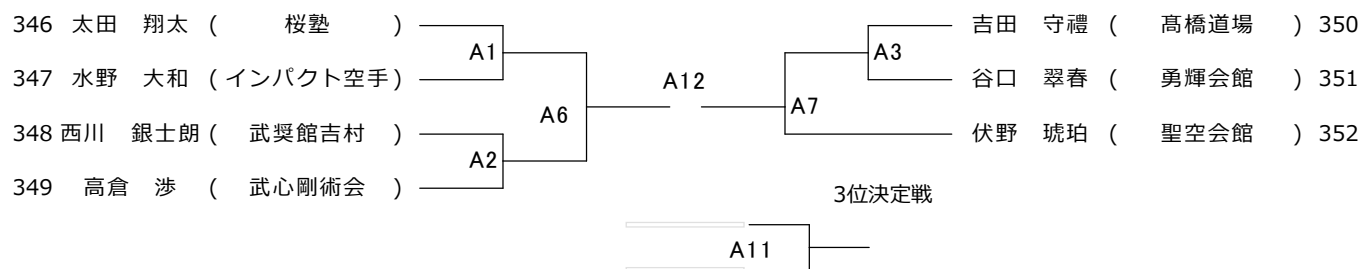 346 太田 翔太 ( 桜塾 )
347 水野 大和 (インパクト空手)
348 西川 銀士朗 ( 武奨館吉村 )
349 高倉 渉 ( 武心剛術会 )
A1
A2
A6
A12
A7
A3
吉田 守禮 ( 髙橋道場 ) 350
谷口 翠春 ( 勇輝会館 ) 351
伏野 琥珀 ( 聖空会館 ) 352
3位決定戦
A11